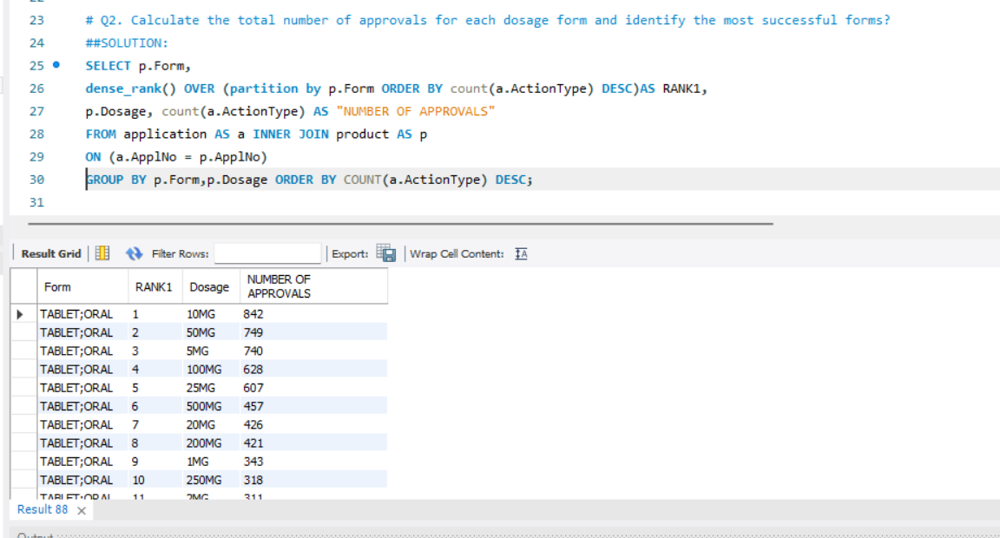 23 # Q2. Calculate the total number of approvals for each dosage form and identify the most successful forms?
24 ##SOLUTION:
25 SELECT p.Form,
26 dense_rank() OVER (partition by p.Form ORDER BY count(a.ActionType) DESC)AS RANK1,
27 p.Dosage, count(a.ActionType) AS "NUMBER OF APPROVALS"
28 FROM application AS a INNER JOIN product AS p
29 ON (a.ApplNo = p.ApplNo)
30 GROUP BY p.Form,p.Dosage ORDER BY COUNT(a.ActionType) DESC;
31
Result Grid Filter Rows: Export: Wrap Cell Content: IA
Form RANK1 Dosage NUMBER OF APPROVALS
TABLET;ORAL 1 10MG 842
TABLET;ORAL 2 50MG 749
TABLET;ORAL 3 5MG 740
TABLET;ORAL 4 100MG 628
TABLET;ORAL 5 25MG 607
TABLET;ORAL 6 500MG 457
TABLET;ORAL 7 20MG 426
TABLET;ORAL 8 200MG 421
TABLET;ORAL 9 1MG 343
TABLET;ORAL 10 250MG 318
TABLET;ORAL 11 2MG 311
Result 88
Output